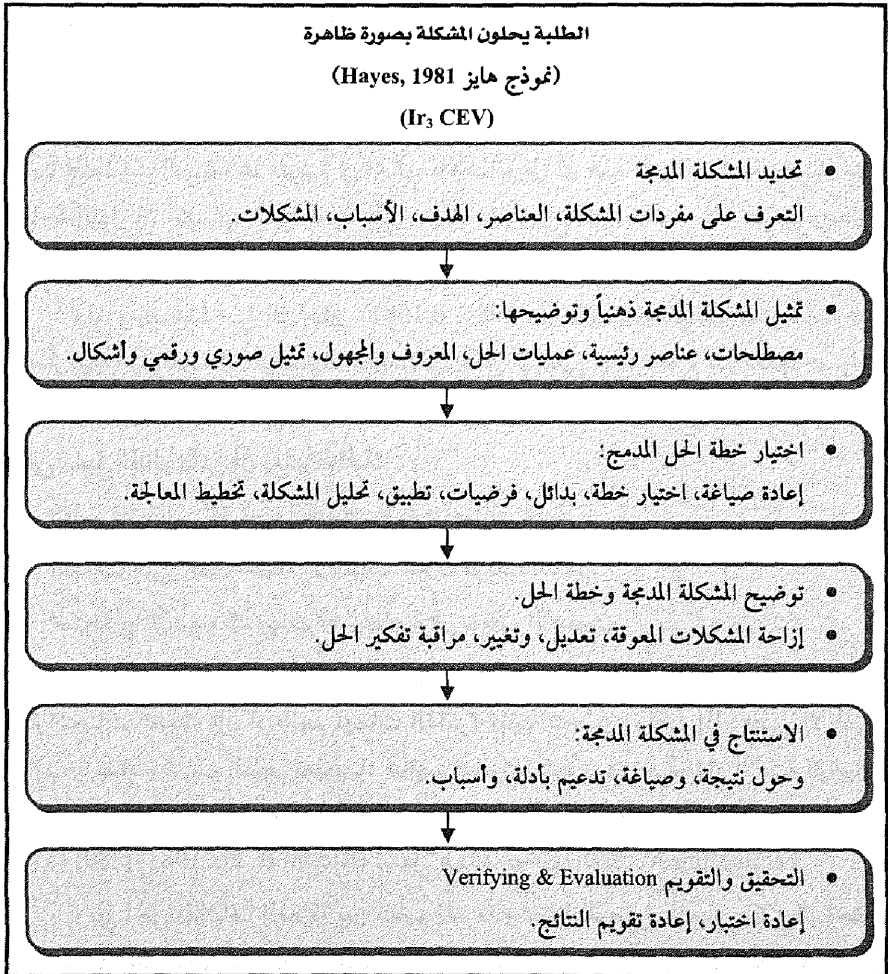 الطلبة يحلون المشكلة بصورة ظاهرة
(نموذج هايز Hayes, 1981)
(Ir₃ CEV)
• تحديد المشكلة المدمجة
التعرف على مفردات المشكلة، العناصر، الهدف، الأسباب، المشكلات.
• تمثيل المشكلة المدمجة ذهنياً وتوضيحها:
مصطلحات، عناصر رئيسية، عمليات الحل، المعروف والمجهول، تمثيل صوري ورقمي وأشكال.
• اختيار خطة الحل المدمج:
إعادة صياغة، اختيار خطة، بدائل، فرضيات، تطبيق، تحليل المشكلة، تخطيط المعالجة.
• توضيح المشكلة المدمجة وخطة الحل.
• إزاحة المشكلات المعوقة، تعديل، وتغيير، مراقبة تفكير الحل.
• الاستنتاج في المشكلة المدمجة:
وحول نتيجة، وصياغة، تدعيم بأدلة، وأسباب.
• التحقيق والتقويم Verifying & Evaluation
إعادة اختبار، إعادة تقويم النتائج.